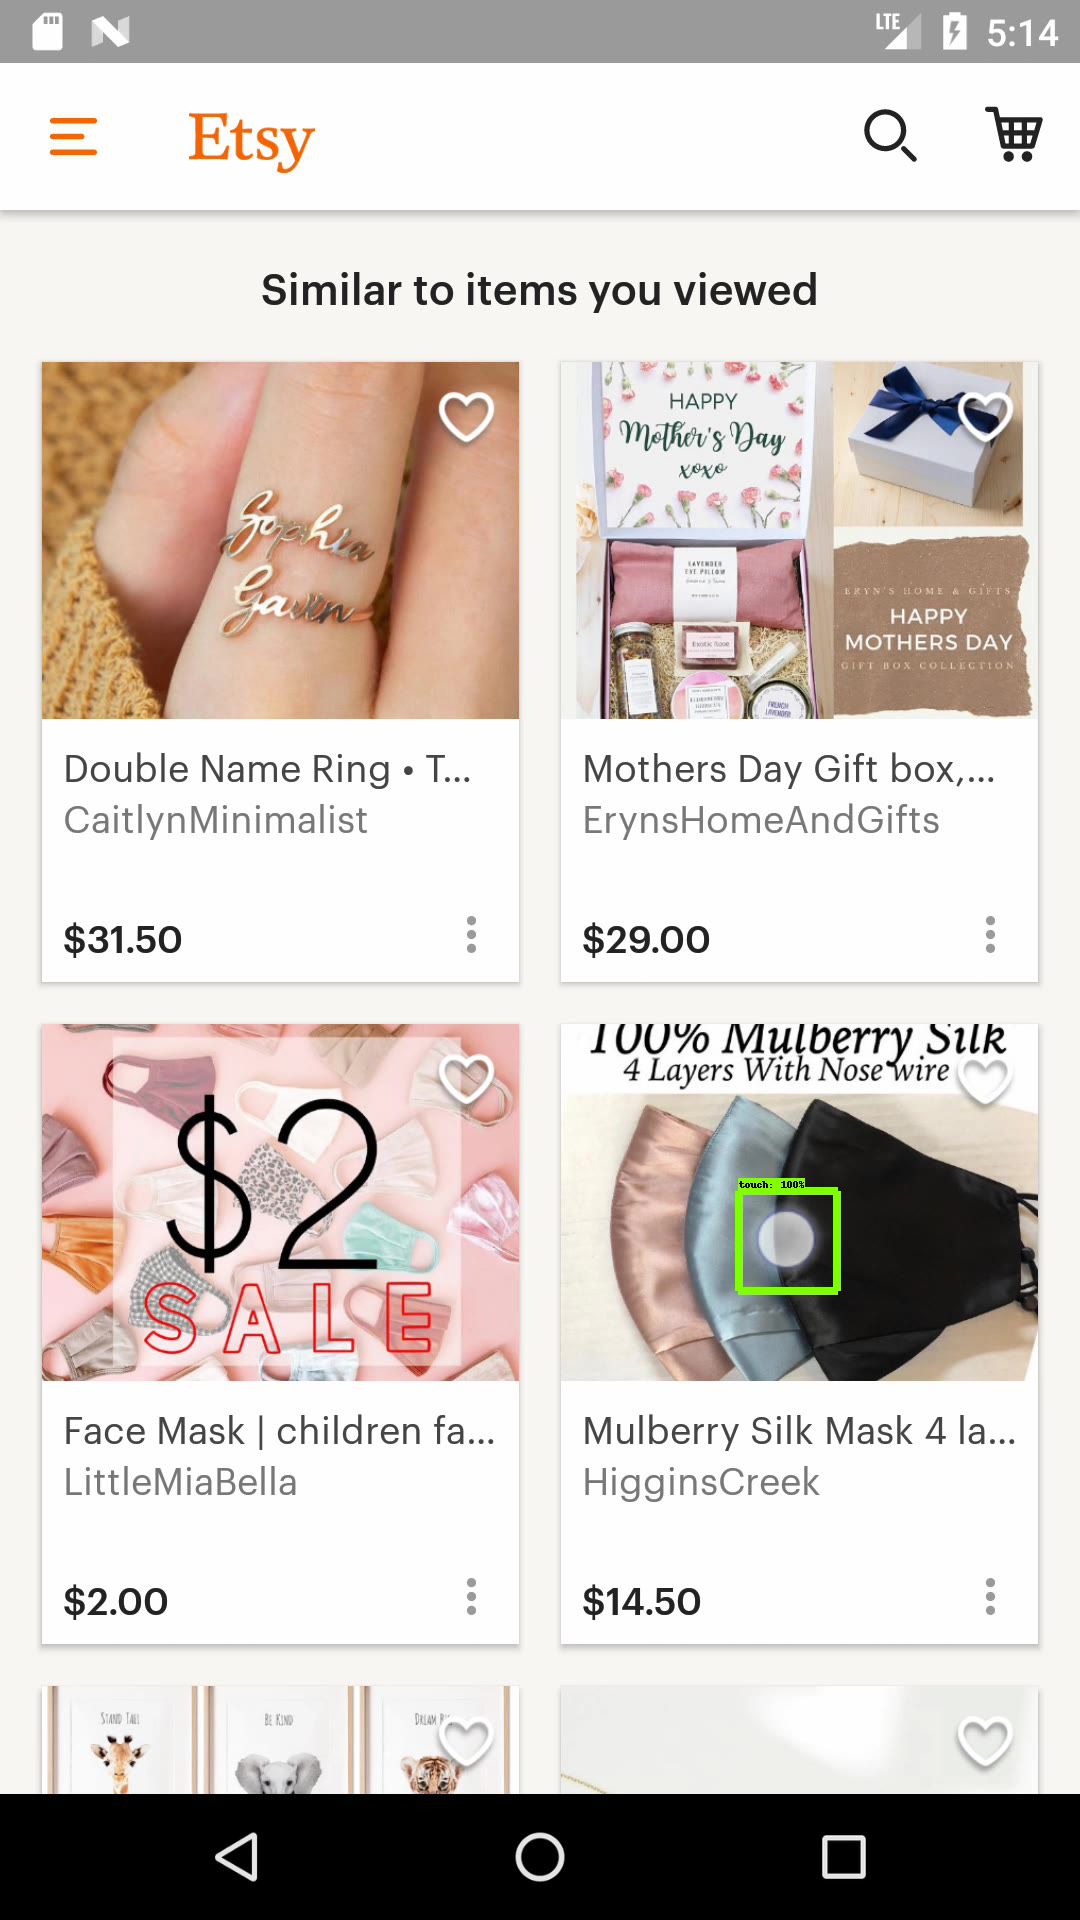 LTE 5:14
Etsy
Similar to items you viewed
Sophia
Gavin
HAPPY
Mother's Day
xoxo
LAVENDER
EYE PILLOW
Exotic Rose
FRENCH
LAVENDER
ERYN'S HOME & GIFTS
HAPPY
MOTHERS DAY
GIFT BOX COLLECTION
Double Name Ring • T...
CaitlynMinimalist
$31.50
Mothers Day Gift box,...
ErynsHomeAndGifts
$29.00
$2
SALE
100% Mulberry Silk
4 Layers With Nose wire
touch: 100%
Face Mask | children fa...
LittleMiaBella
$2.00
Mulberry Silk Mask 4 la...
HigginsCreek
$14.50
STAND TALL
BE KIND
DREAM